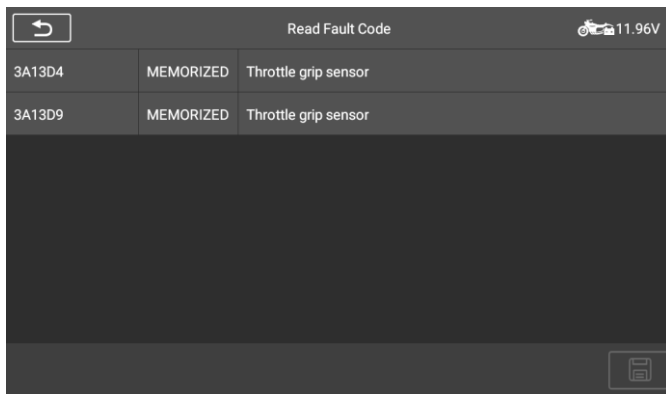 Read Fault Code
11.96V
3A13D4 MEMORIZED Throttle grip sensor
3A13D9 MEMORIZED Throttle grip sensor